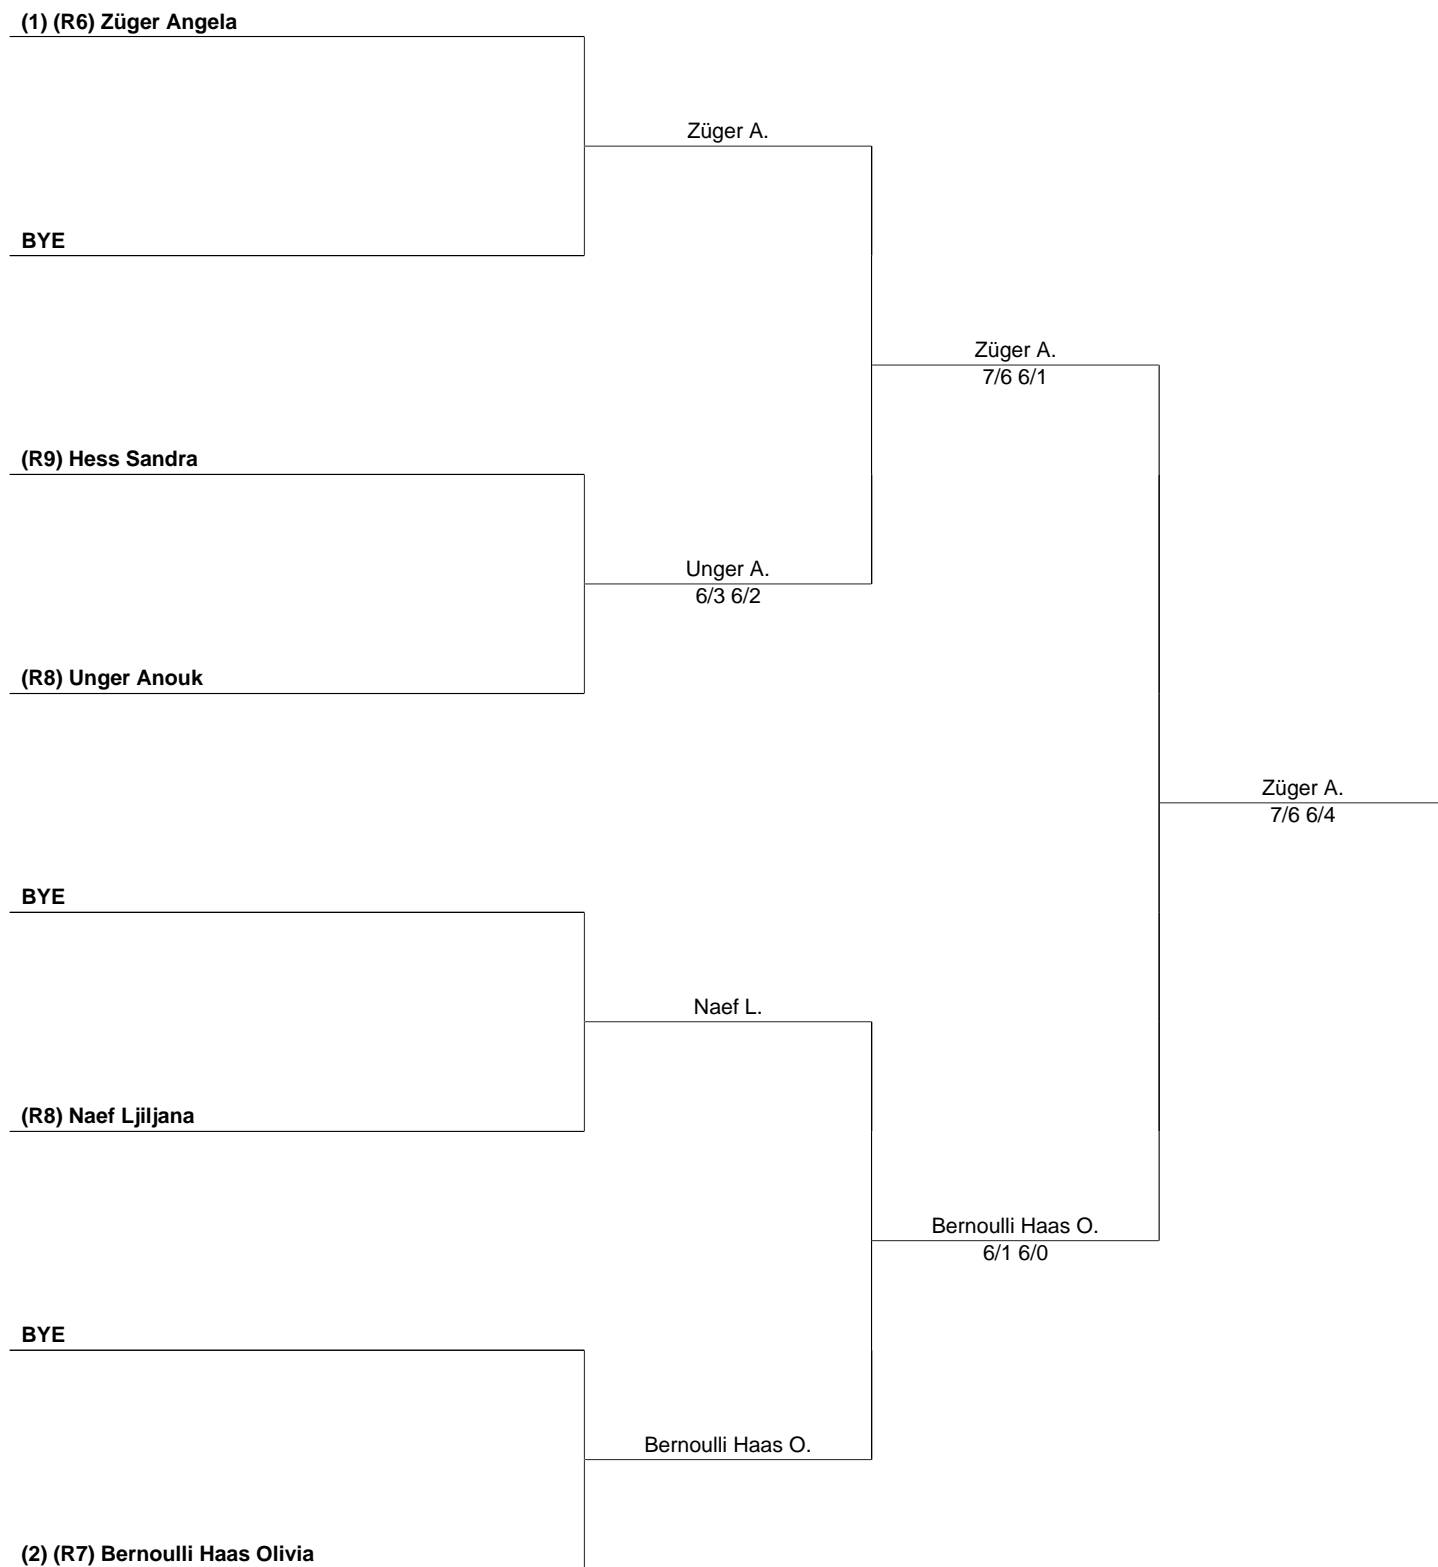 (1) (R6) Züger Angela
Züger A.
BYE
Züger A.
7/6 6/1
(R9) Hess Sandra
Unger A.
6/3 6/2
(R8) Unger Anouk
Züger A.
7/6 6/4
BYE
Naef L.
(R8) Naef Ljiljana
Bernoulli Haas O.
6/1 6/0
BYE
Bernoulli Haas O.
(2) (R7) Bernoulli Haas Olivia